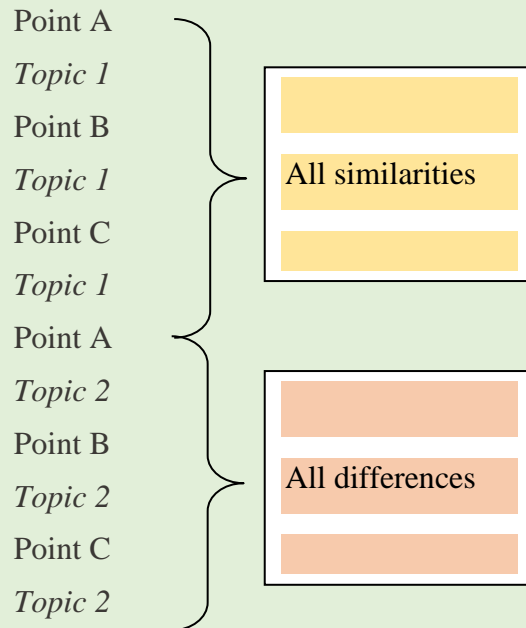 Point A
Topic 1
Point B
Topic 1
Point C
Topic 1
Point A
Topic 2
Point B
Topic 2
Point C
Topic 2
All similarities
All differences